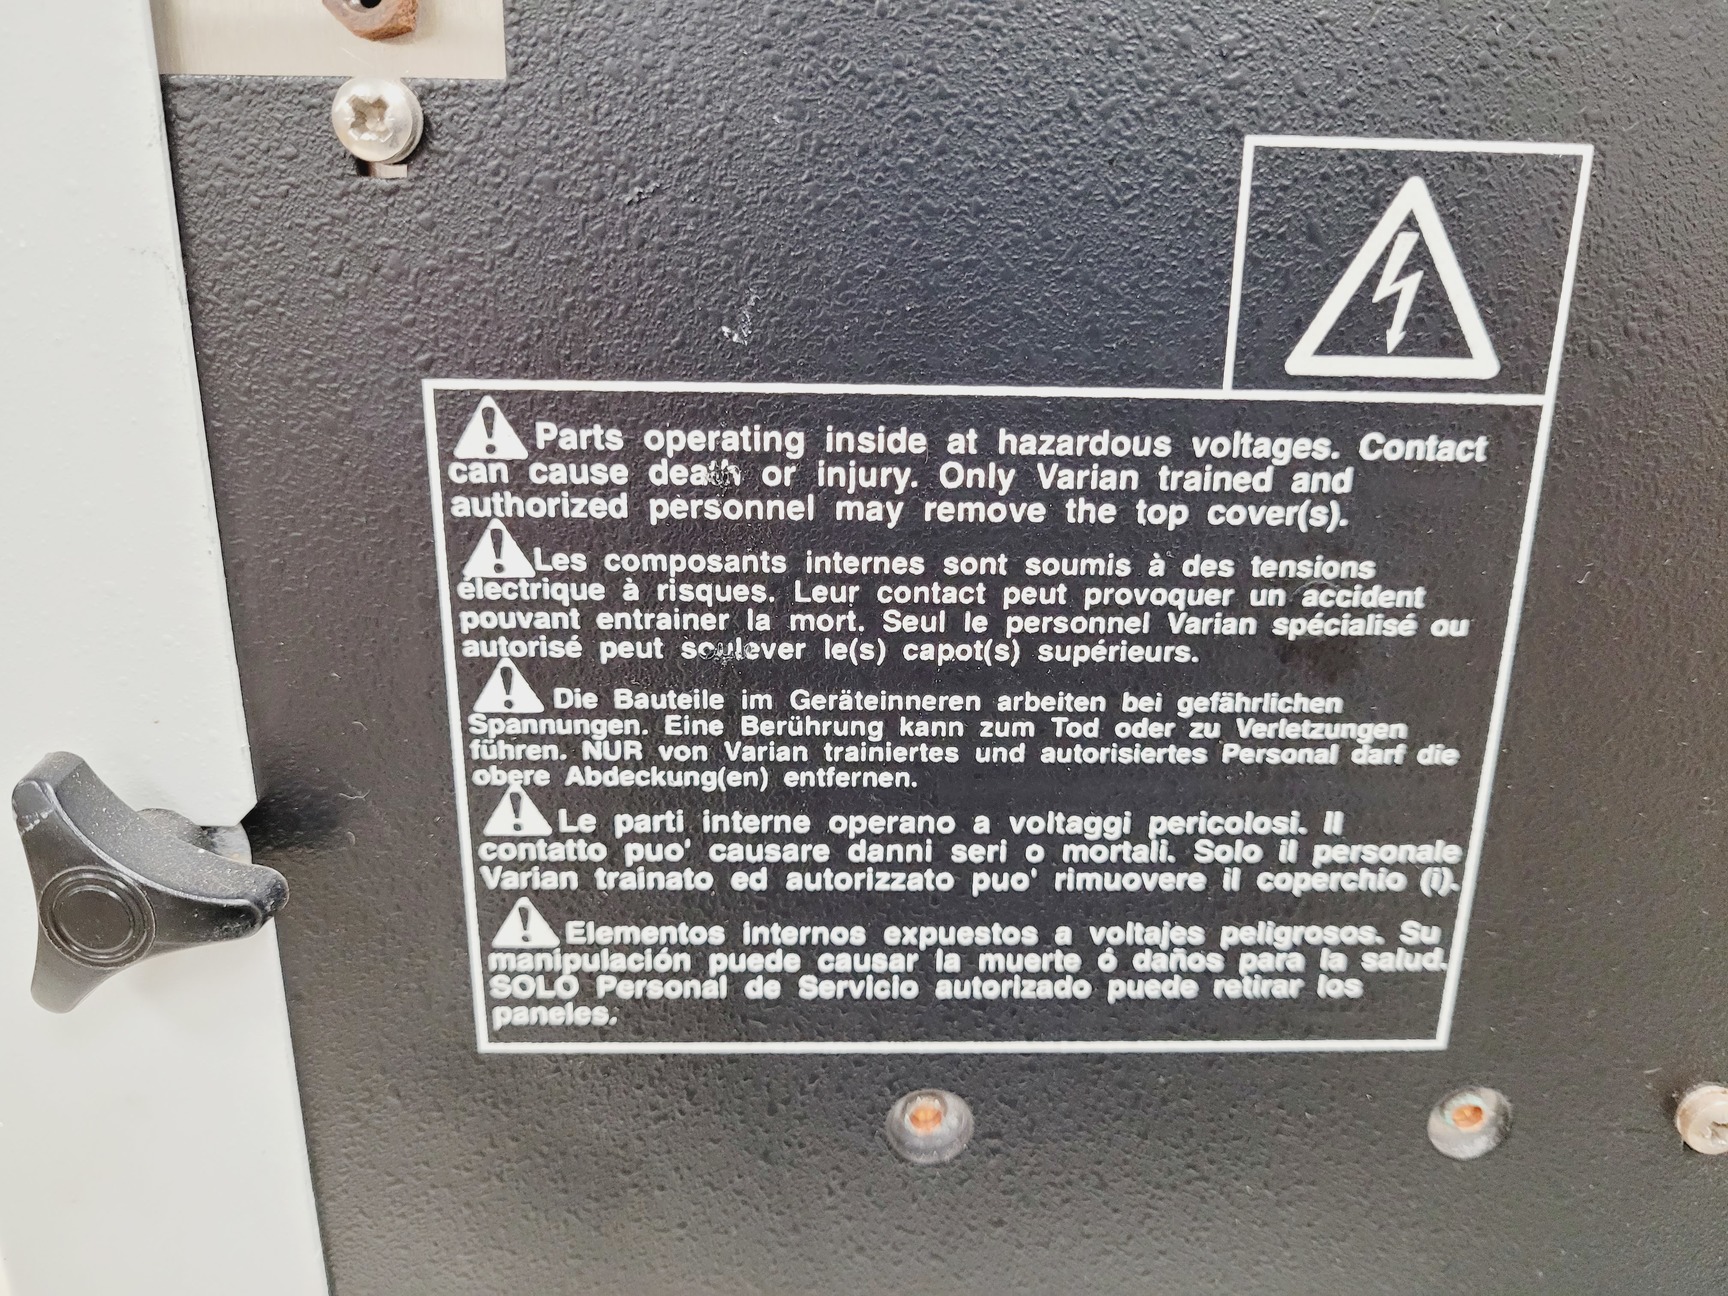 Parts operating inside at hazardous voltages. Contact
can cause death or injury. Only Varian trained and
authorized personnel may remove the top cover(s).
Les composants internes sont soumis à des tensions
électrique à risques. Leur contact peut provoquer un accident
pouvant entrainer la mort. Seul le personnel Varian spécialisé ou
autorisé peut soulever le(s) capot(s) supérieurs.
Die Bauteile im Geräteinneren arbeiten bei gefährlichen
Spannungen. Eine Berührung kann zum Tod oder zu Verletzungen
führen. NUR von Varian trainiertes und autorisiertes Personal darf die
obere Abdeckung(en) entfernen.
Le parti interne operano a voltaggi pericolosi. Il
contatto puo' causare danni seri o mortali. Solo il personale
Varian trainato ed autorizzato puo' rimuovere il coperchio (i).
Elementos internos expuestos a voltajes peligrosos. Su
manipulación puede causar la muerte ó daños para la salud.
SOLO Personal de Servicio autorizado puede retirar los
paneles.